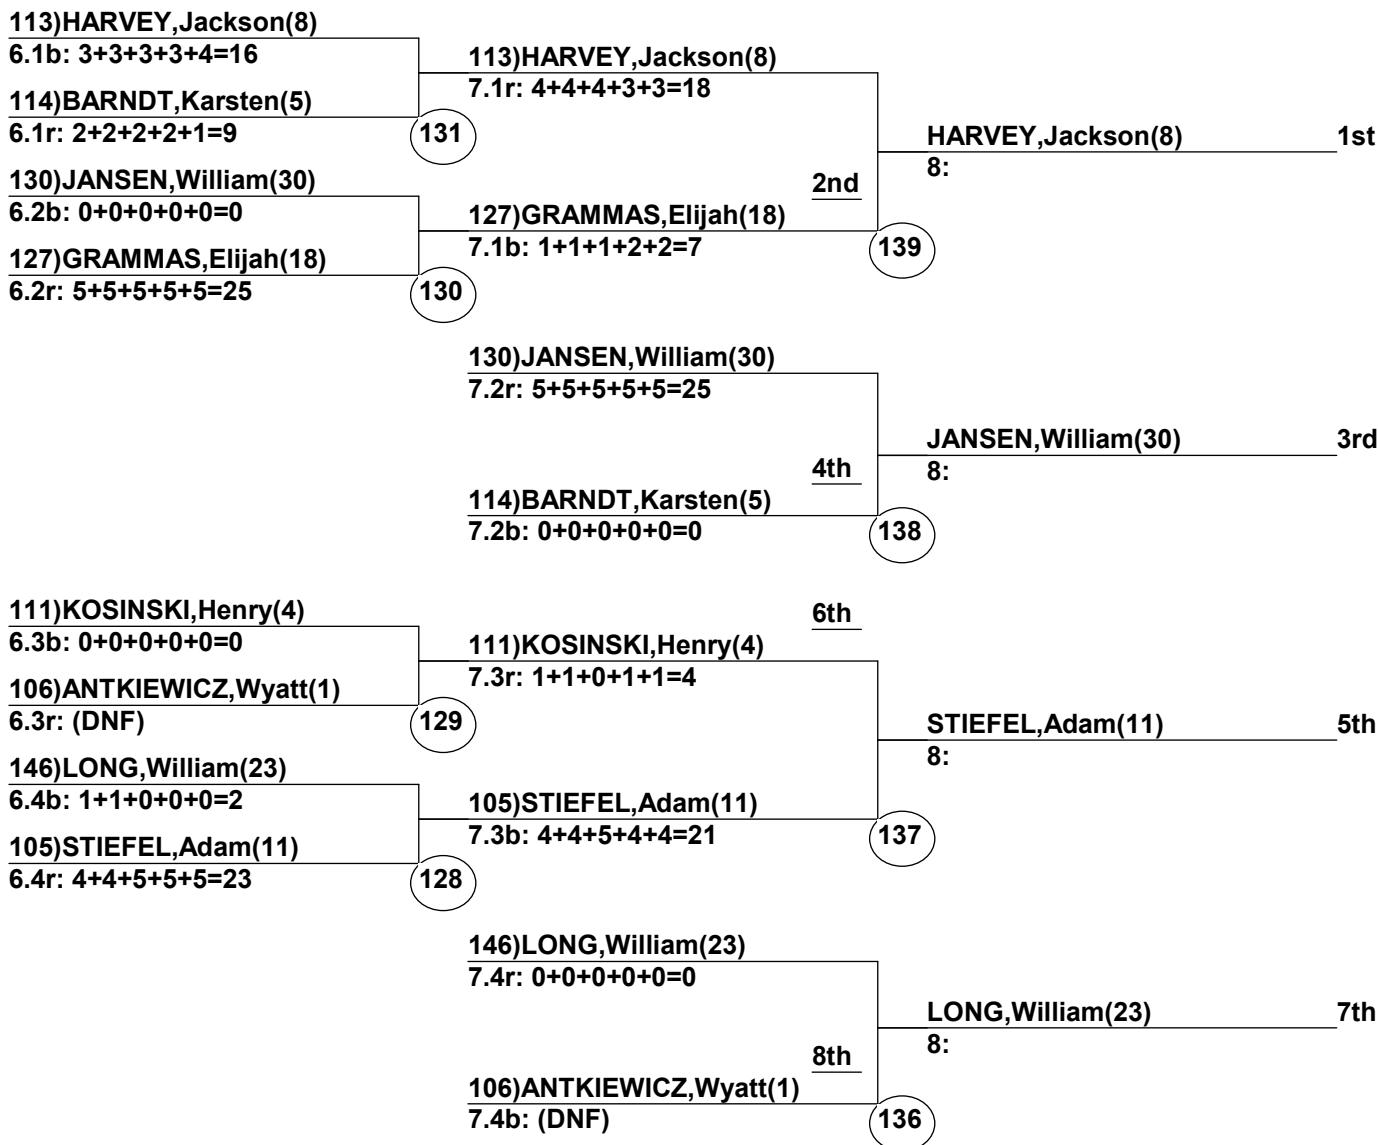 113)HARVEY,Jackson(8)
6.1b: 3+3+3+3+4=16
114)BARNDT,Karsten(5)
6.1r: 2+2+2+2+1=9
131
130)JANSEN,William(30)
6.2b: 0+0+0+0+0=0
127)GRAMMAS,Elijah(18)
6.2r: 5+5+5+5+5=25
130
113)HARVEY,Jackson(8)
7.1r: 4+4+4+3+3=18
2nd
127)GRAMMAS,Elijah(18)
7.1b: 1+1+1+2+2=7
139
HARVEY,Jackson(8) 1st
8:
130)JANSEN,William(30)
7.2r: 5+5+5+5+5=25
4th
114)BARNDT,Karsten(5)
7.2b: 0+0+0+0+0=0
138
JANSEN,William(30) 3rd
8:
111)KOSINSKI,Henry(4)
6.3b: 0+0+0+0+0=0
106)ANTKIEWICZ,Wyatt(1)
6.3r: (DNF)
129
146)LONG,William(23)
6.4b: 1+1+0+0+0=2
105)STIEFEL,Adam(11)
6.4r: 4+4+5+5+5=23
128
6th
111)KOSINSKI,Henry(4)
7.3r: 1+1+0+1+1=4
105)STIEFEL,Adam(11)
7.3b: 4+4+5+4+4=21
137
STIEFEL,Adam(11) 5th
8:
146)LONG,William(23)
7.4r: 0+0+0+0+0=0
8th
106)ANTKIEWICZ,Wyatt(1)
7.4b: (DNF)
136
LONG,William(23) 7th
8: